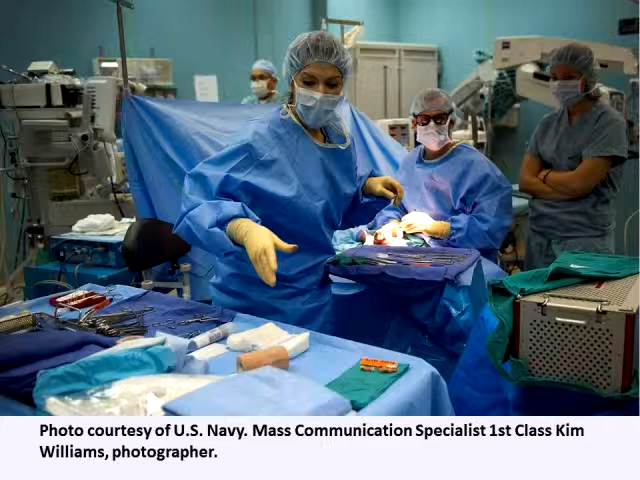 Photo courtesy of U.S. Navy. Mass Communication Specialist 1st Class Kim
Williams, photographer.